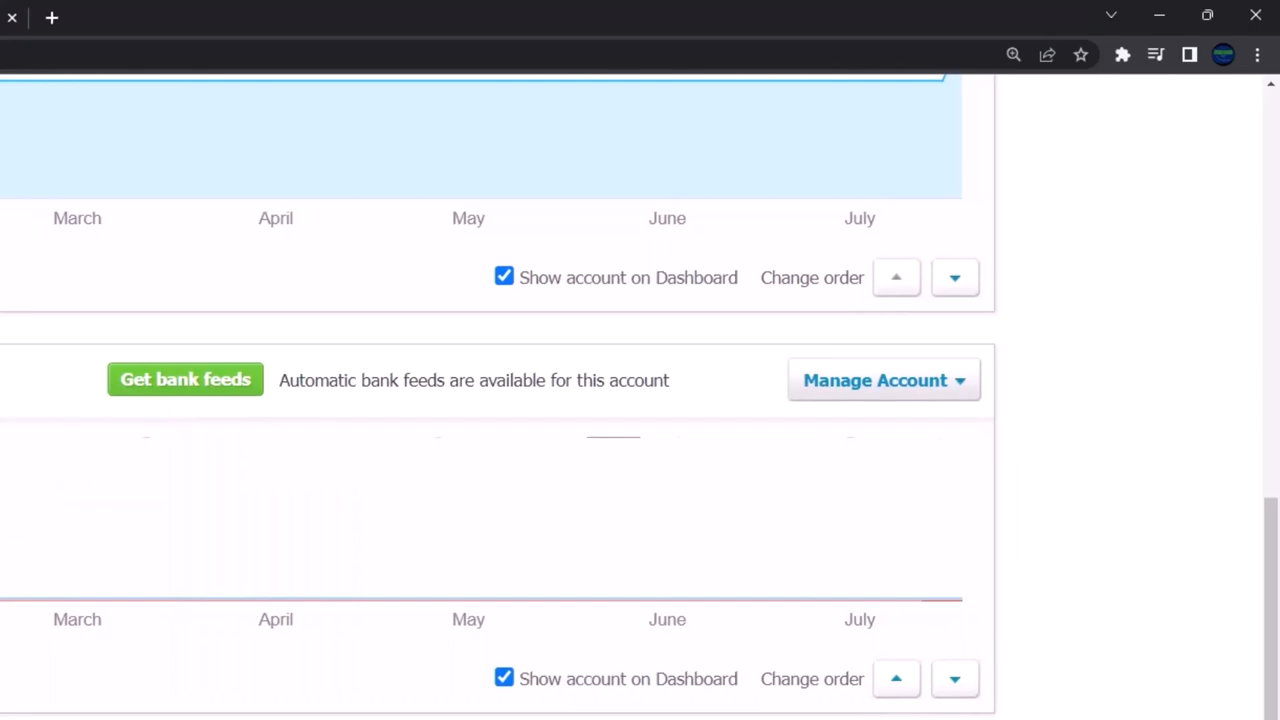 March April May June July
Show account on Dashboard Change order
Get bank feeds Automatic bank feeds are available for this account Manage Account
March April May June July
Show account on Dashboard Change order